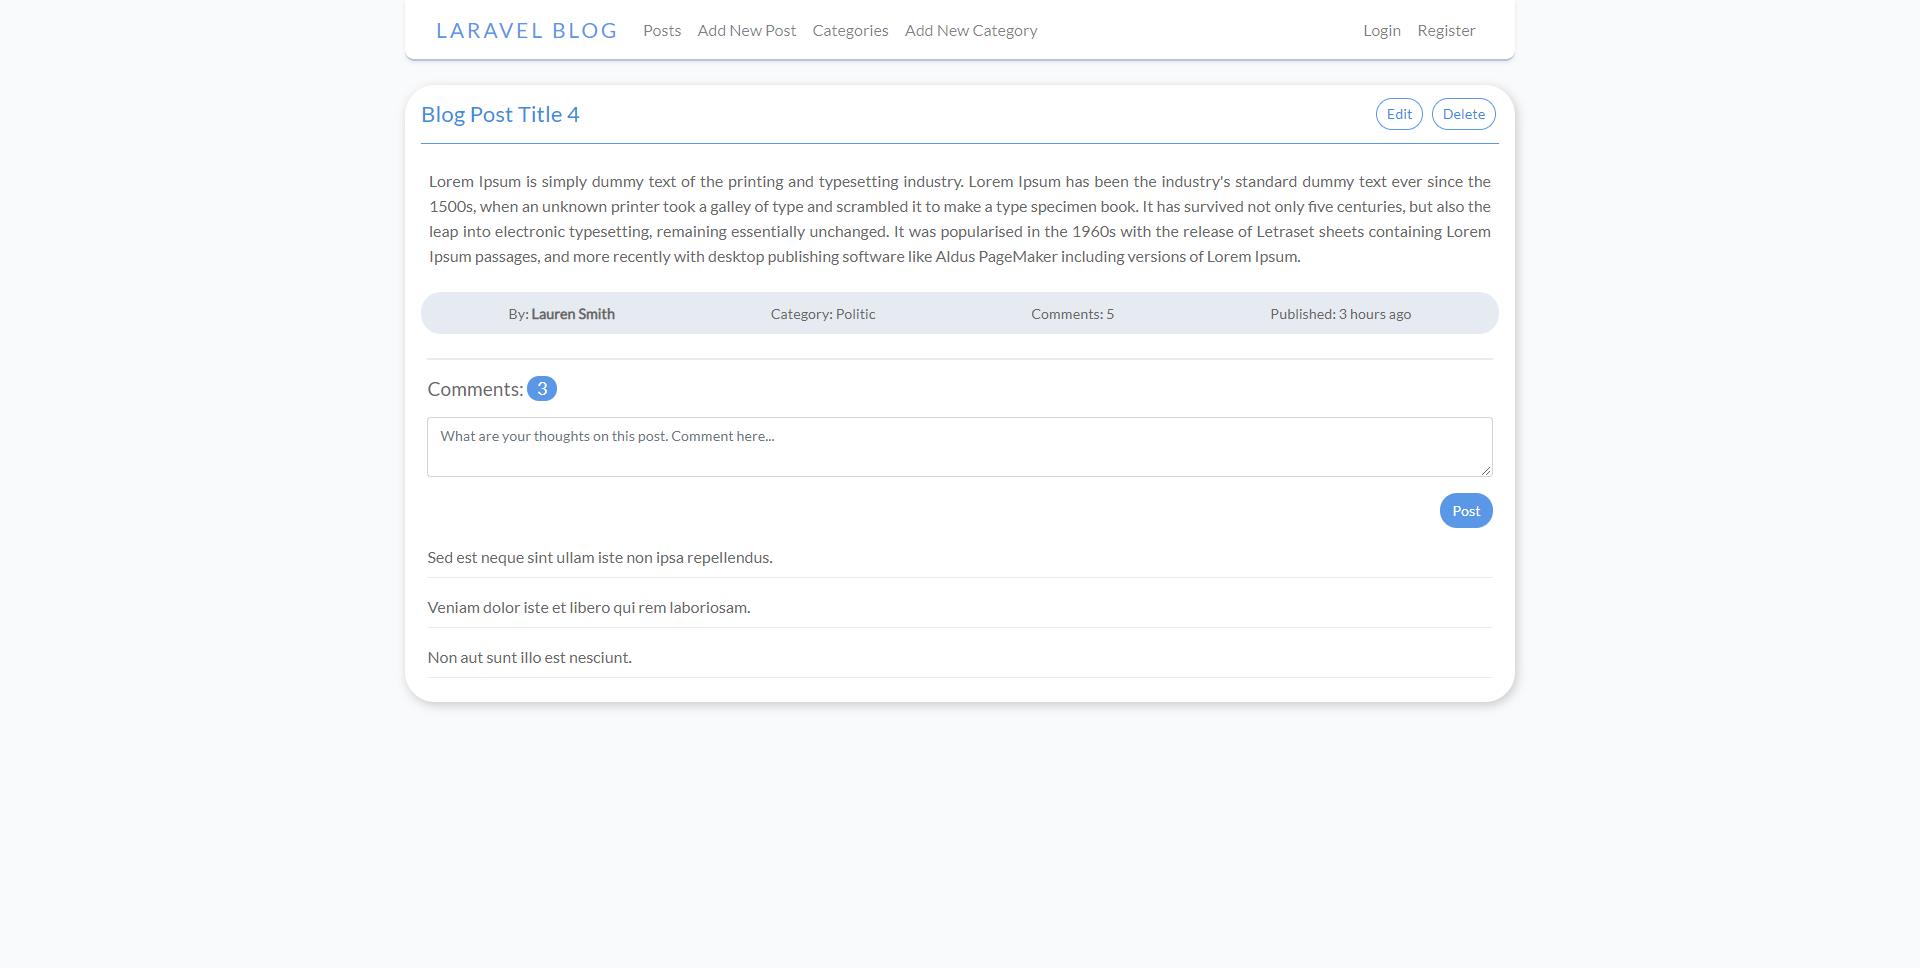 LARAVEL BLOG Posts Add New Post Categories Add New Category Login Register
Blog Post Title 4 Edit Delete
Lorem Ipsum is simply dummy text of the printing and typesetting industry. Lorem Ipsum has been the industry's standard dummy text ever since the
1500s, when an unknown printer took a galley of type and scrambled it to make a type specimen book. It has survived not only five centuries, but also the
leap into electronic typesetting, remaining essentially unchanged. It was popularised in the 1960s with the release of Letraset sheets containing Lorem
Ipsum passages, and more recently with desktop publishing software like Aldus PageMaker including versions of Lorem Ipsum.
By: Lauren Smith Category: Politic Comments: 5 Published: 3 hours ago
Comments: 3
What are your thoughts on this post. Comment here...
Post
Sed est neque sint ullam iste non ipsa repellendus.
Veniam dolor iste et libero qui rem laboriosam.
Non aut sunt illo est nesciunt.